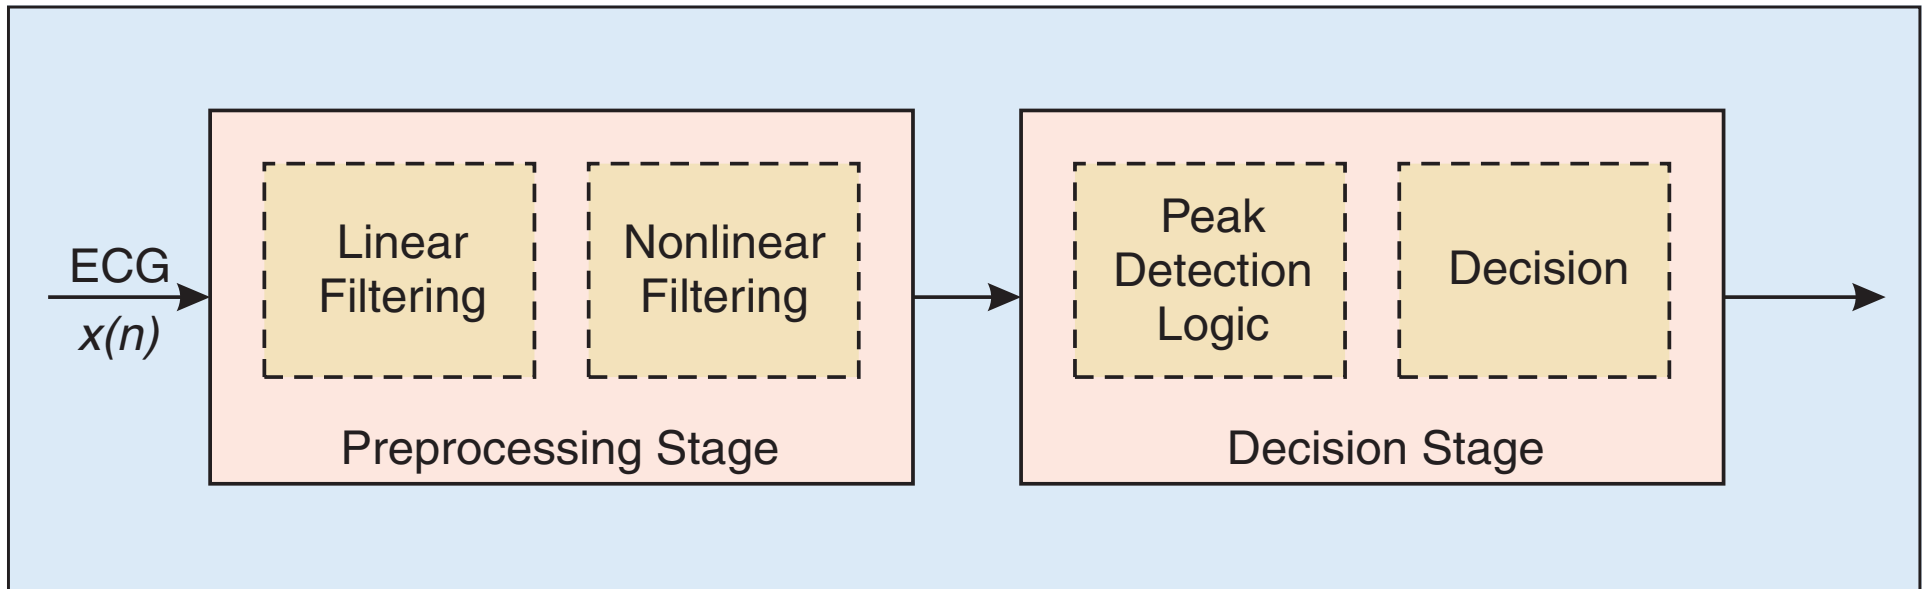 ECG
x(n)
Linear
Filtering
Nonlinear
Filtering
Preprocessing Stage
Peak
Detection
Logic
Decision
Decision Stage